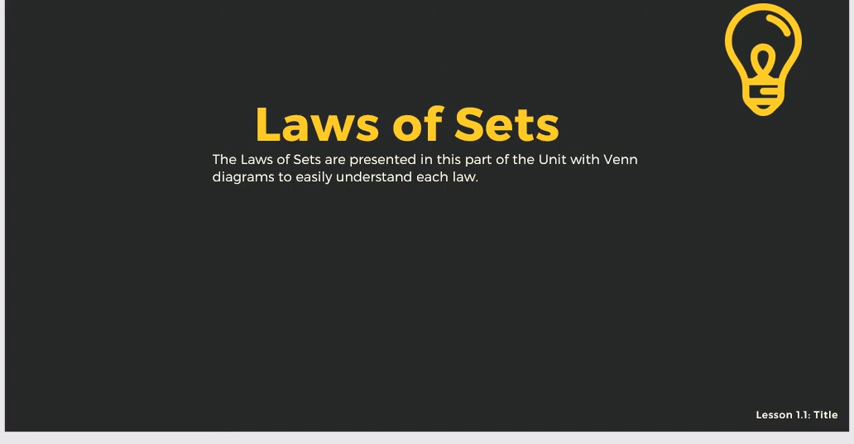 Laws of Sets
The Laws of Sets are presented in this part of the Unit with Venn
diagrams to easily understand each law.
Lesson 1.1: Title